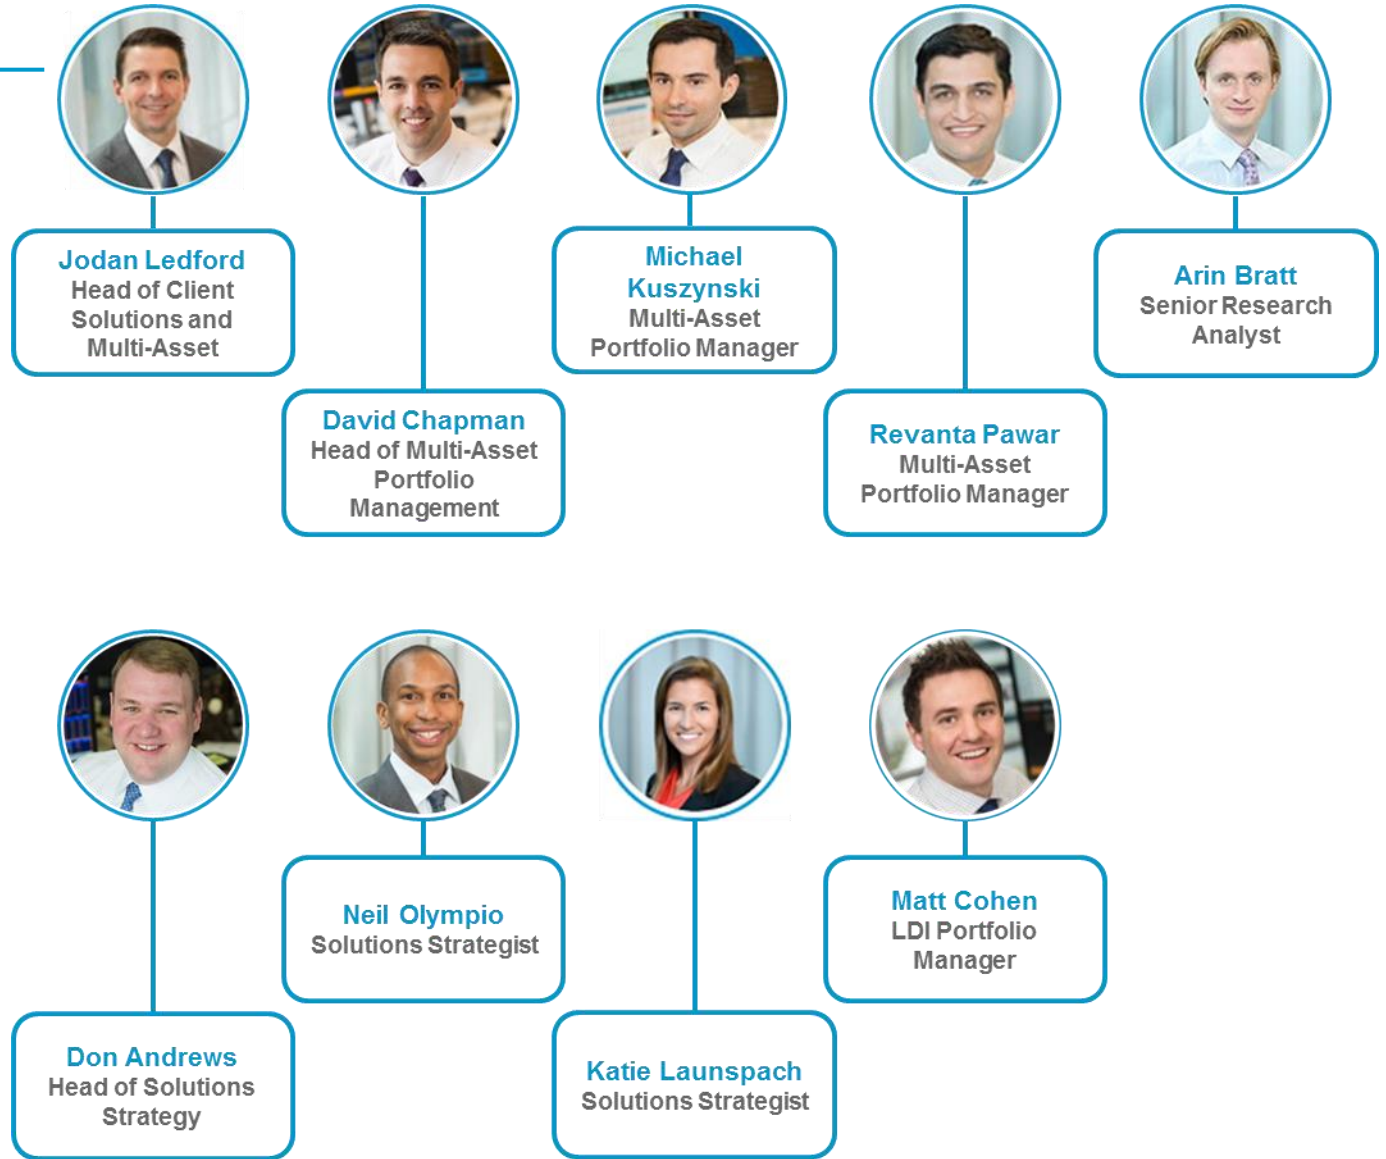 Jodan Ledford
Head of Client
Solutions and
Multi-Asset
David Chapman
Head of Multi-Asset
Portfolio
Management
Michael
Kuszynski
Multi-Asset
Portfolio Manager
Revanta Pawar
Multi-Asset
Portfolio Manager
Arin Bratt
Senior Research
Analyst
Don Andrews
Head of Solutions
Strategy
Neil Olympio
Solutions Strategist
Katie Launspach
Solutions Strategist
Matt Cohen
LDI Portfolio
Manager